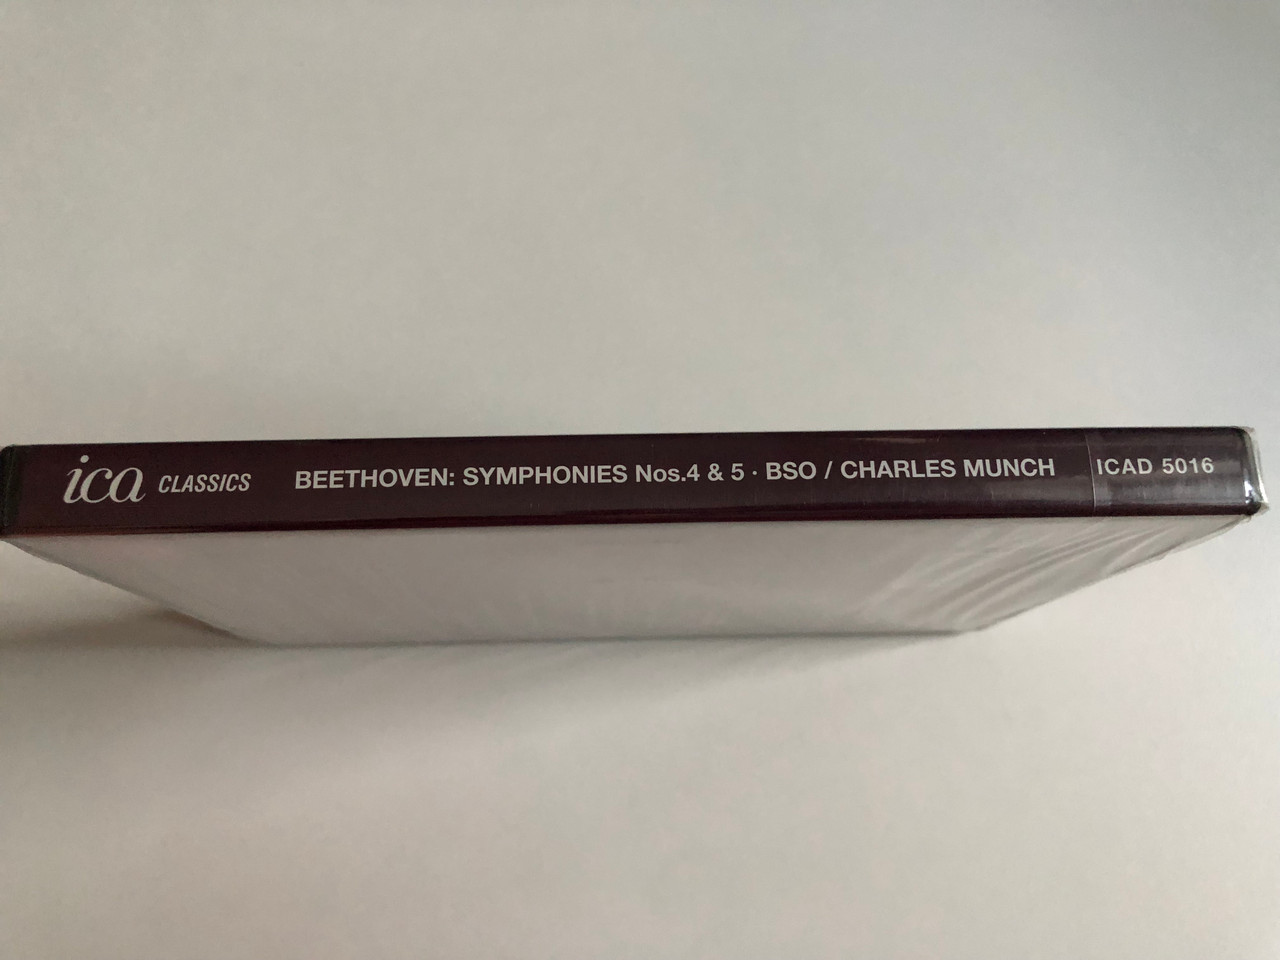 ica CLASSICS BEETHOVEN: SYMPHONIES Nos.4 & 5 · BSO / CHARLES MUNCH ICAD 5016